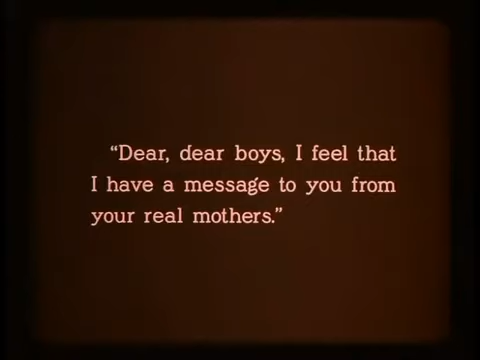 “Dear, dear boys, I feel that
I have a message to you from
your real mothers.”